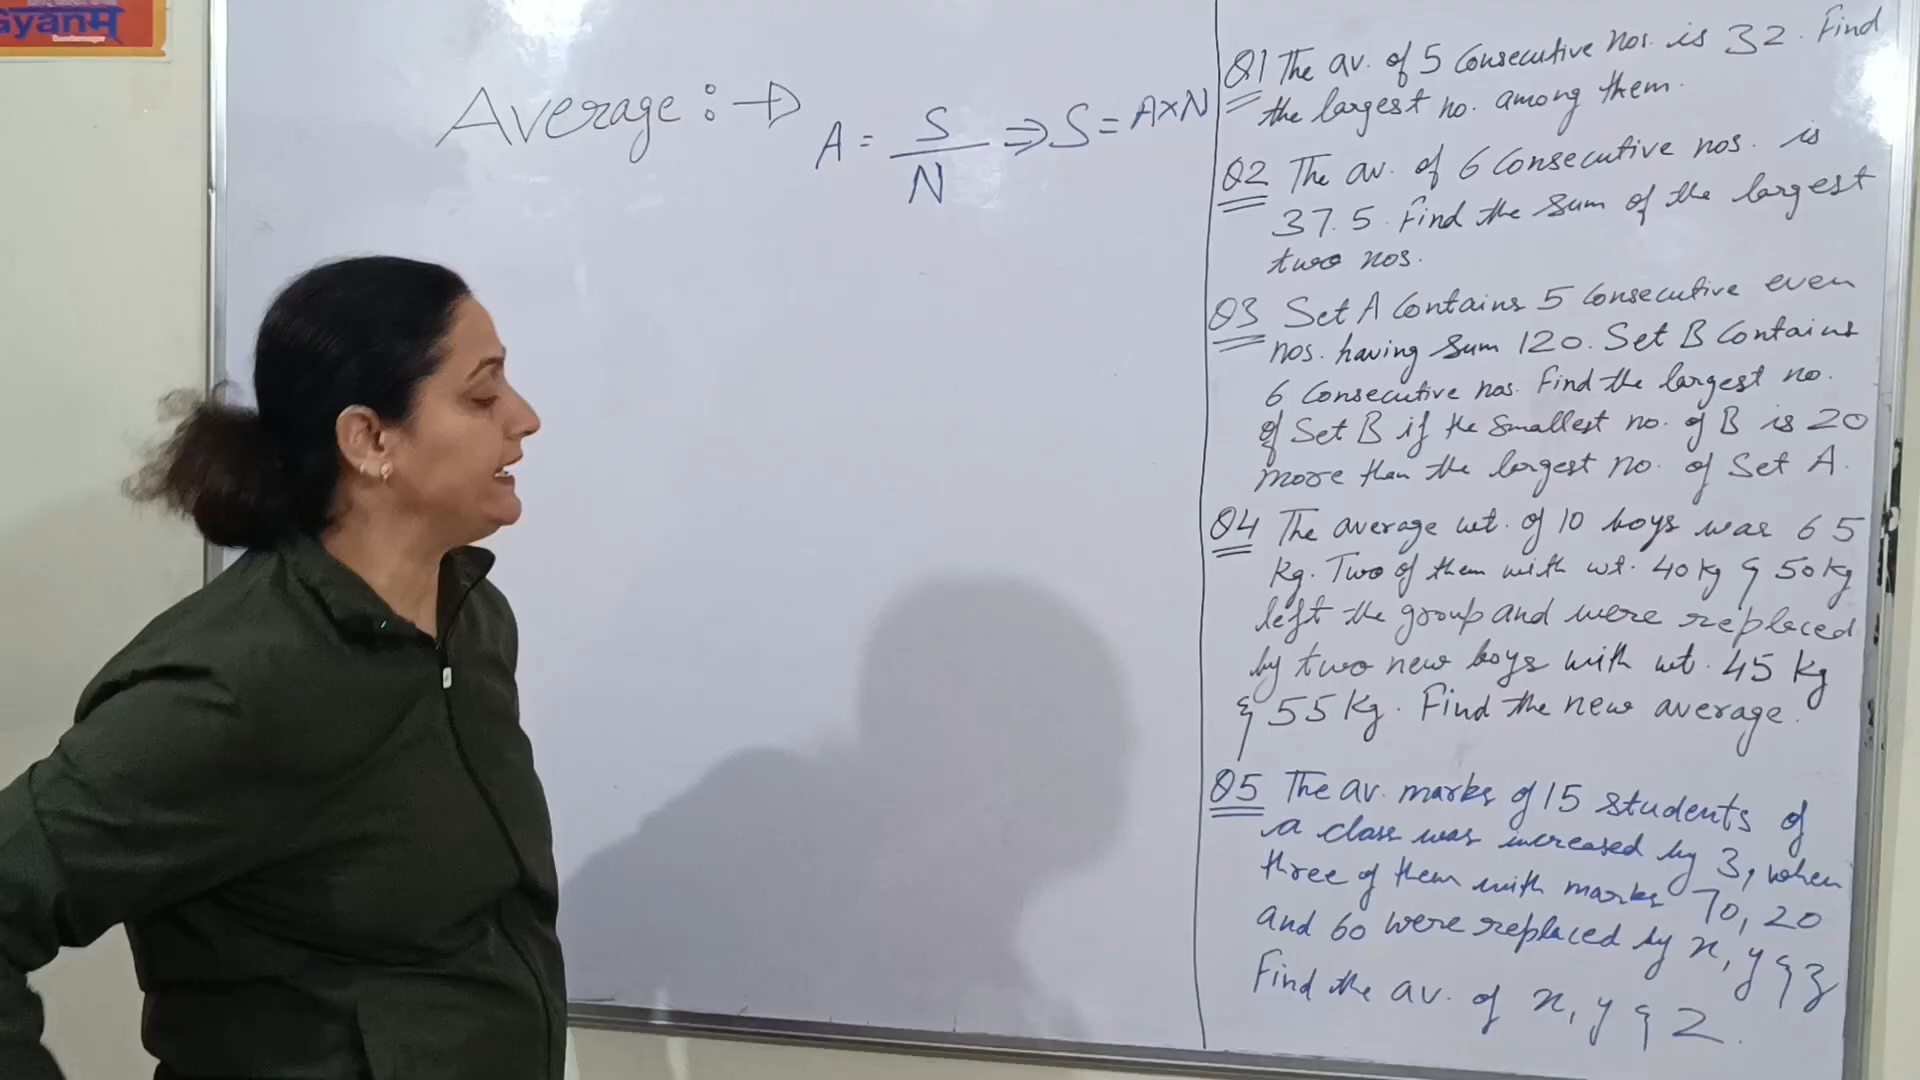 Gyanम
Average :→
A = S/N ⇒ S = A×N
Q1 The av. of 5 Consecutive nos. is 32. Find
the largest no. among them.
Q2 The av. of 6 Consecutive nos. is
37.5. Find the Sum of the largest
two nos.
Q3 Set A Contains 5 Consecutive even
nos. having Sum 120. Set B Contains
6 Consecutive nos. Find the largest no.
of Set B if the Smallest no. of B is 20
more than the largest no. of Set A.
Q4 The average wt. of 10 boys was 65
kg. Two of them with wt. 40kg & 50kg
left the group and were replaced
by two new boys with wt. 45 kg
& 55 kg. Find the new average.
Q5 The av. marks of 15 students of
a class was increased by 3, when
three of them with marks 70, 20
and 60 were replaced by x, y & z
Find the av. of x, y & z.